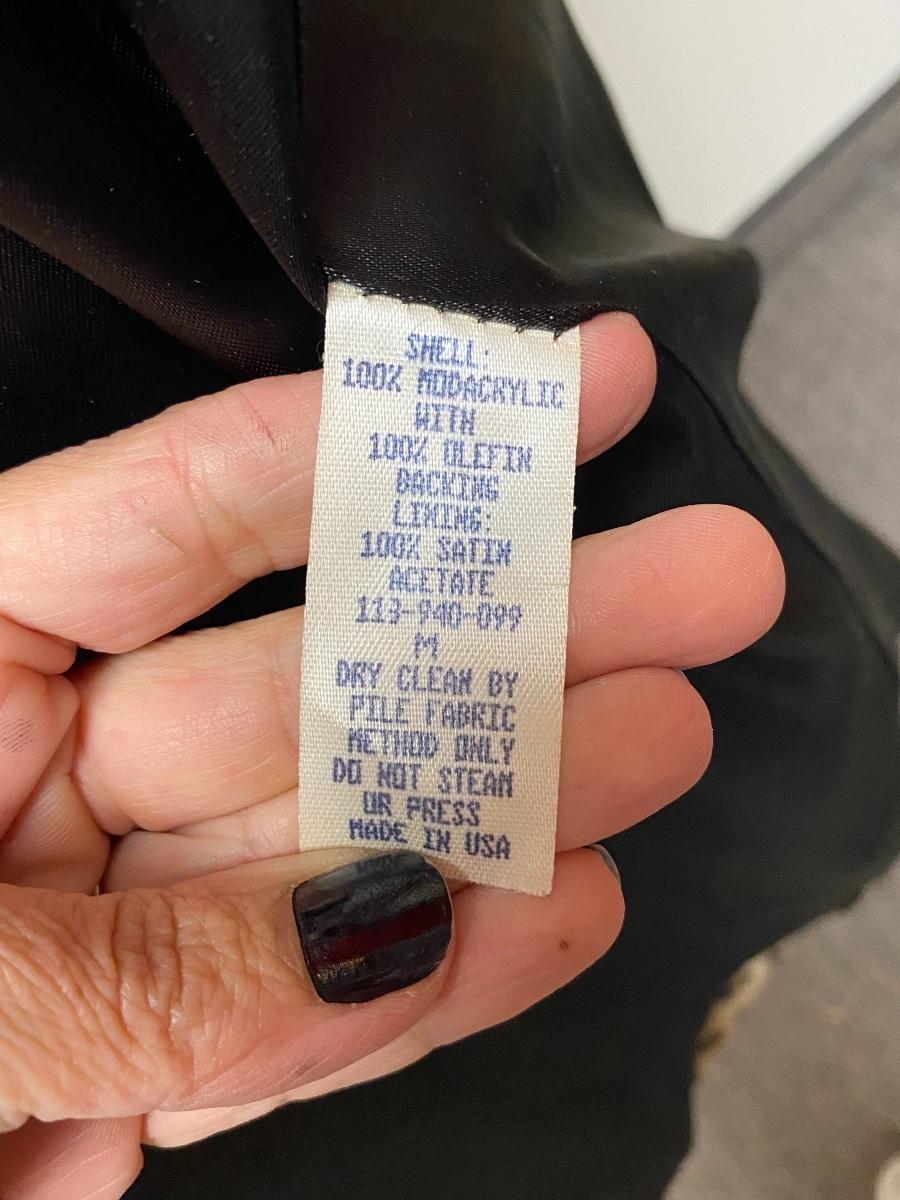 SHELL:
100% MODACRYLIC
WITH
100% OLEFIN
BACKING
LINING:
100% SATIN
ACETATE
113-940-099
M
DRY CLEAN BY
PILE FABRIC
METHOD ONLY
DO NOT STEAM
OR PRESS
MADE IN USA